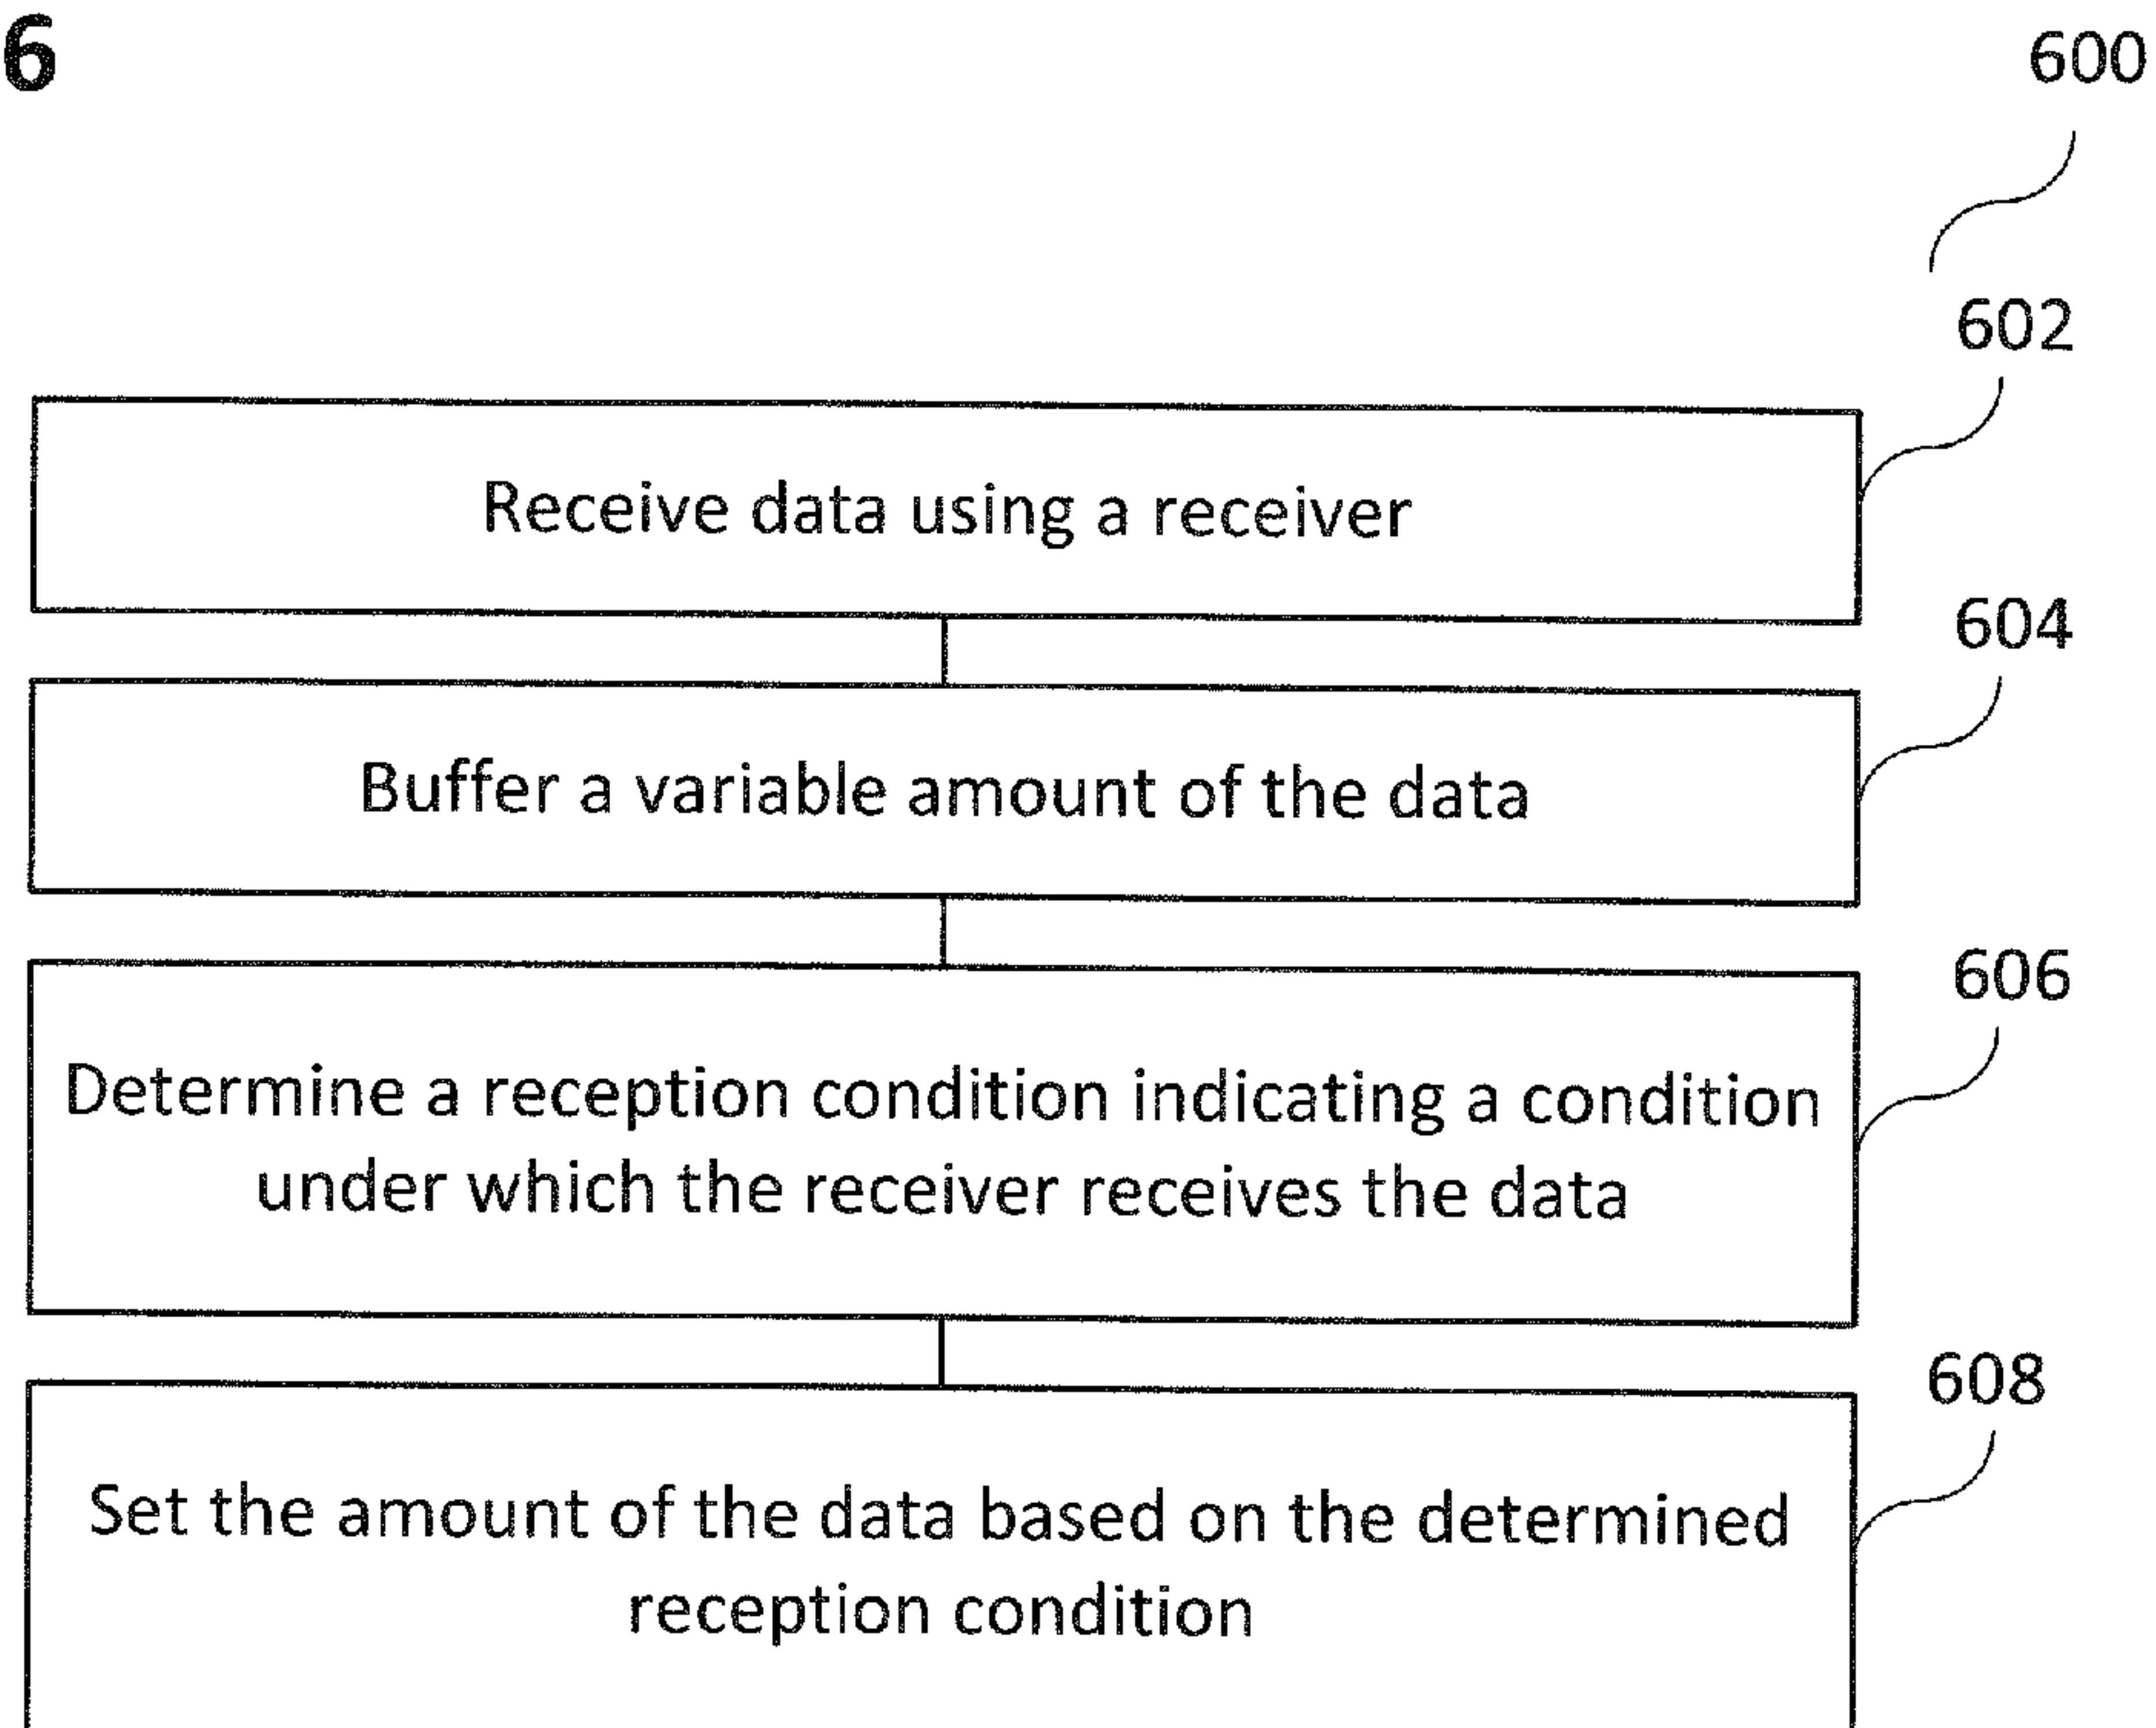 6
600
602
Receive data using a receiver
604
Buffer a variable amount of the data
606
Determine a reception condition indicating a condition
under which the receiver receives the data
608
Set the amount of the data based on the determined
reception condition